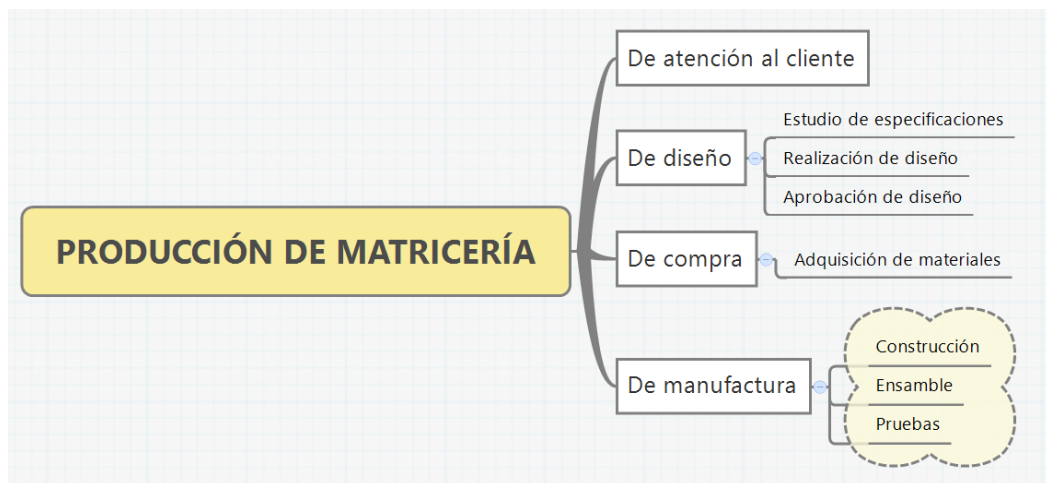 PRODUCCIÓN DE MATRICERÍA
De atención al cliente
De diseño
Estudio de especificaciones
Realización de diseño
Aprobación de diseño
De compra
Adquisición de materiales
De manufactura
Construcción
Ensamble
Pruebas